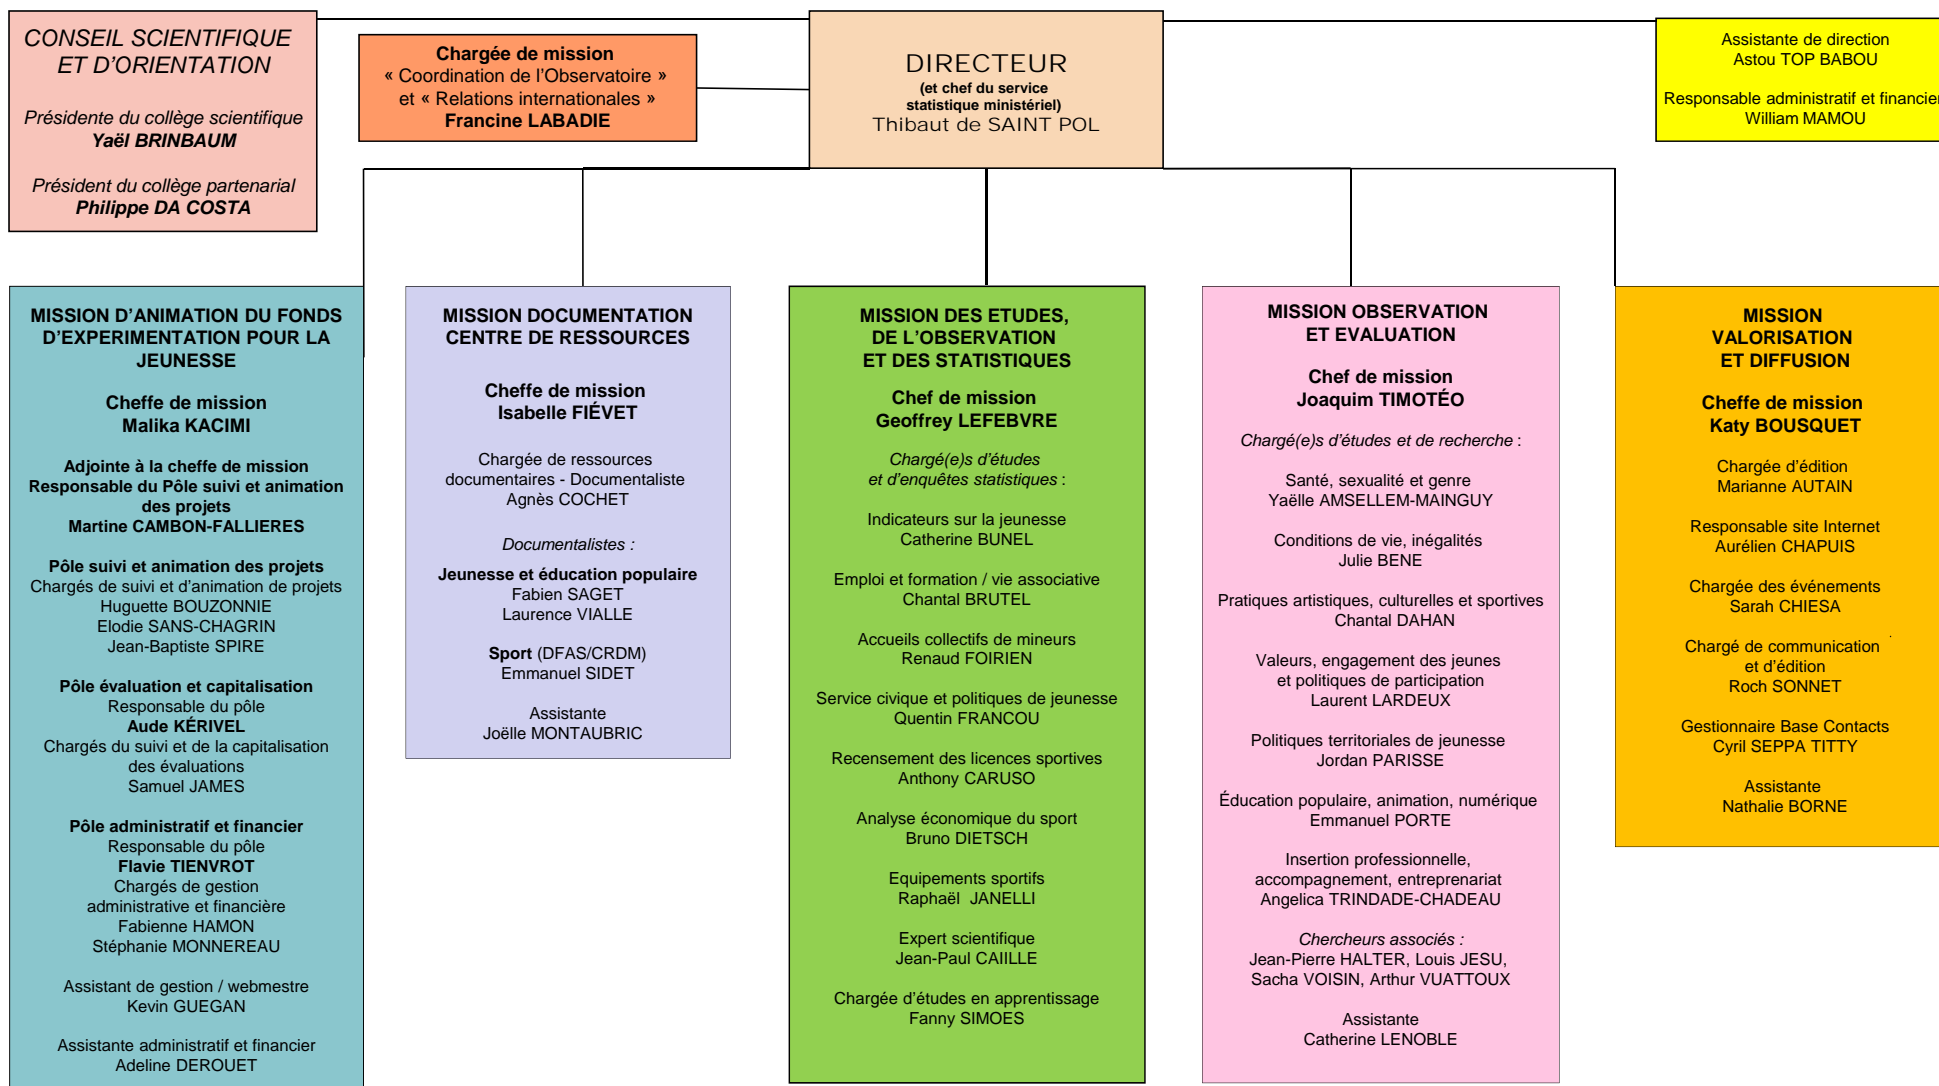 CONSEIL SCIENTIFIQUE
ET D'ORIENTATION
Présidente du collège scientifique
Yaël BRINBAUM
Président du collège partenarial
Philippe DA COSTA
Chargée de mission
« Coordination de l'Observatoire »
et « Relations internationales »
Francine LABADIE
DIRECTEUR
(et chef du service
statistique ministériel)
Thibaut de SAINT POL
Assistante de direction
Astou TOP BABOU
Responsable administratif et financier
William MAMOU
MISSION D'ANIMATION DU FONDS
D'EXPERIMENTATION POUR LA
JEUNESSE
Cheffe de mission
Malika KACIMI
Adjointe à la cheffe de mission
Responsable du Pôle suivi et animation
des projets
Martine CAMBON-FALLIERES
Pôle suivi et animation des projets
Chargés de suivi et d'animation de projets
Huguette BOUZONNIE
Elodie SANS-CHAGRIN
Jean-Baptiste SPIRE
Pôle évaluation et capitalisation
Responsable du pôle
Aude KÉRIVEL
Chargés du suivi et de la capitalisation
des évaluations
Samuel JAMES
Pôle administratif et financier
Responsable du pôle
Flavie TIENVROT
Chargés de gestion
administrative et financière
Fabienne HAMON
Stéphanie MONNEREAU
Assistant de gestion / webmestre
Kevin GUEGAN
Assistante administratif et financier
Adeline DEROUET
MISSION DOCUMENTATION
CENTRE DE RESSOURCES
Cheffe de mission
Isabelle FIÉVET
Chargée de ressources
documentaires - Documentaliste
Agnès COCHET
Documentalistes :
Jeunesse et éducation populaire
Fabien SAGET
Laurence VIALLE
Sport (DFAS/CRDM)
Emmanuel SIDET
Assistante
Joëlle MONTAUBRIC
MISSION DES ETUDES,
DE L'OBSERVATION
ET DES STATISTIQUES
Chef de mission
Geoffrey LEFEBVRE
Chargé(e)s d'études
et d'enquêtes statistiques :
Indicateurs sur la jeunesse
Catherine BUNEL
Emploi et formation / vie associative
Chantal BRUTEL
Accueils collectifs de mineurs
Renaud FOIRIEN
Service civique et politiques de jeunesse
Quentin FRANCOU
Recensement des licences sportives
Anthony CARUSO
Analyse économique du sport
Bruno DIETSCH
Equipements sportifs
Raphaël JANELLI
Expert scientifique
Jean-Paul CAIILLE
Chargée d'études en apprentissage
Fanny SIMOES
MISSION OBSERVATION
ET EVALUATION
Chef de mission
Joaquim TIMOTÉO
Chargé(e)s d'études et de recherche :
Santé, sexualité et genre
Yaëlle AMSELLEM-MAINGUY
Conditions de vie, inégalités
Julie BENE
Pratiques artistiques, culturelles et sportives
Chantal DAHAN
Valeurs, engagement des jeunes
et politiques de participation
Laurent LARDEUX
Politiques territoriales de jeunesse
Jordan PARISSE
Éducation populaire, animation, numérique
Emmanuel PORTE
Insertion professionnelle,
accompagnement, entreprenariat
Angelica TRINDADE-CHADEAU
Chercheurs associés :
Jean-Pierre HALTER, Louis JESU,
Sacha VOISIN, Arthur VUATTOUX
Assistante
Catherine LENOBLE
MISSION
VALORISATION
ET DIFFUSION
Cheffe de mission
Katy BOUSQUET
Chargée d'édition
Marianne AUTAIN
Responsable site Internet
Aurélien CHAPUIS
Chargée des événements
Sarah CHIESA
Chargé de communication
et d'édition
Roch SONNET
Gestionnaire Base Contacts
Cyril SEPPA TITTY
Assistante
Nathalie BORNE